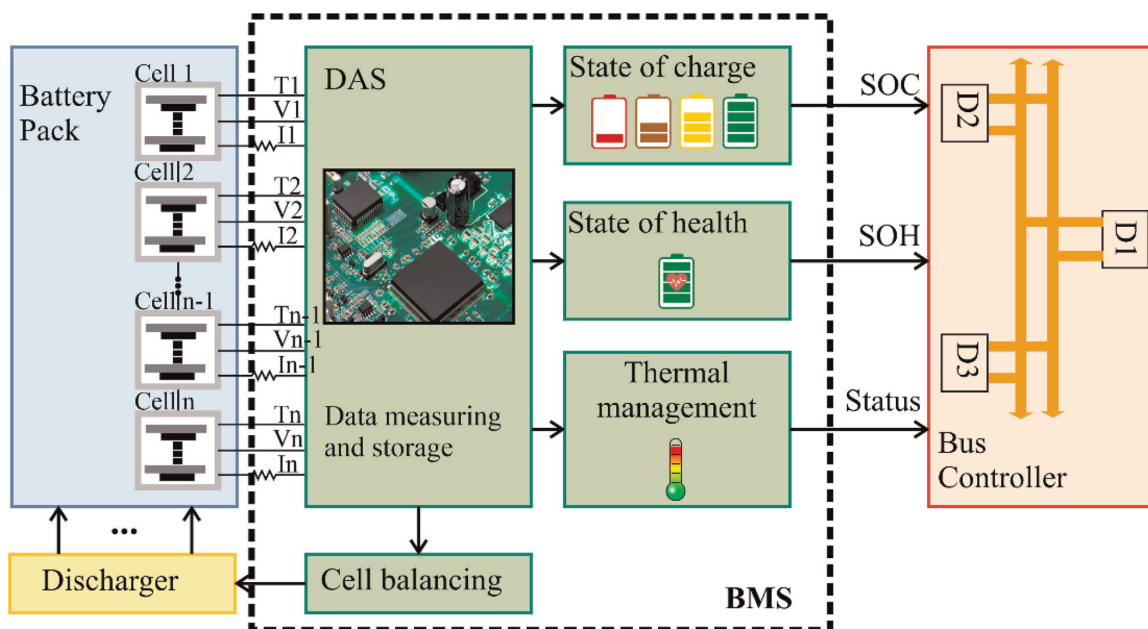 Battery
Pack
Cell 1
T1
V1
I1
Cell 2
T2
V2
I2
Cell n-1
Tn-1
Vn-1
In-1
Cell n
Tn
Vn
In
...
Discharger
DAS
Data measuring
and storage
Cell balancing
State of charge
State of health
Thermal
management
BMS
SOC
SOH
Status
D2
D1
D3
Bus
Controller